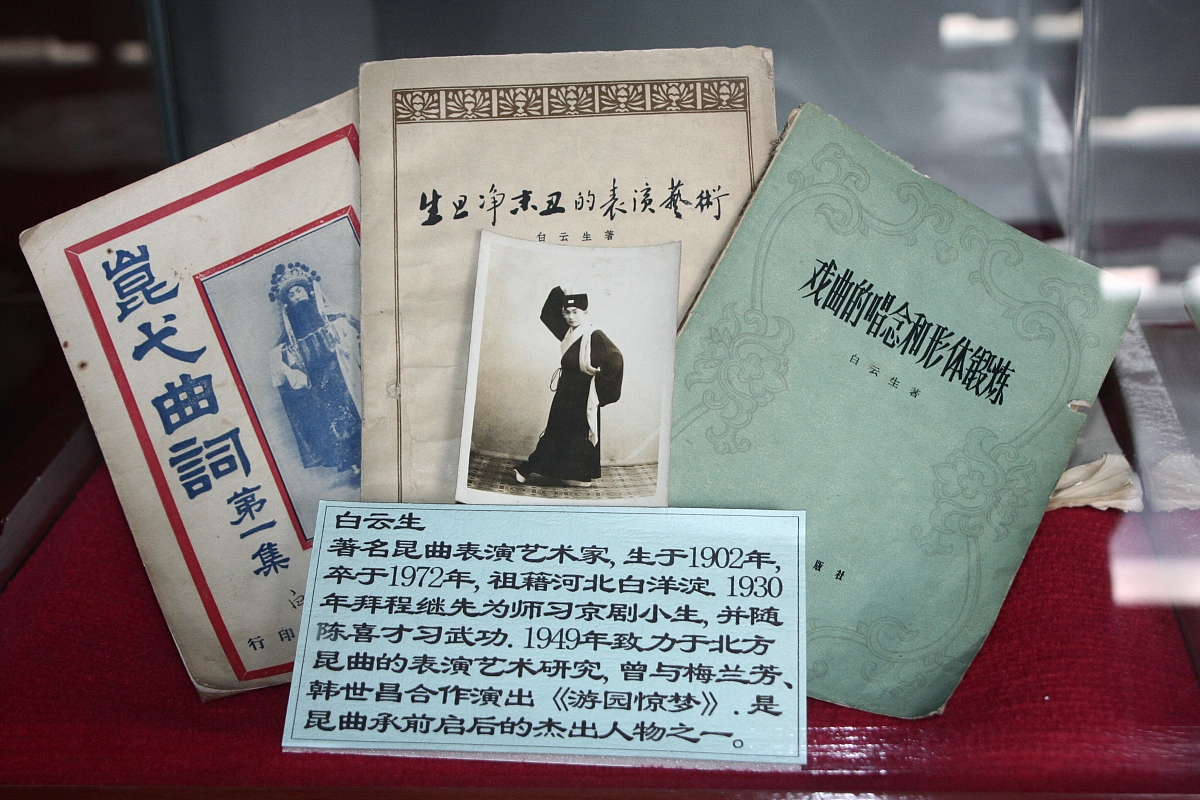 崑弋曲詞
第一集
印行
生旦净末丑的表演藝術
白云生著
戏曲的唱念和形体鍛炼
白云生著
版社
白云生
著名昆曲表演艺术家, 生于1902年,
卒于1972年, 祖籍河北白洋淀. 1930
年拜程继先为师习京剧小生, 并随
陈喜才习武功. 1949年致力于北方
昆曲的表演艺术研究, 曾与梅兰芳、
韩世昌合作演出《游园惊梦》. 是
昆曲承前启后的杰出人物之一。